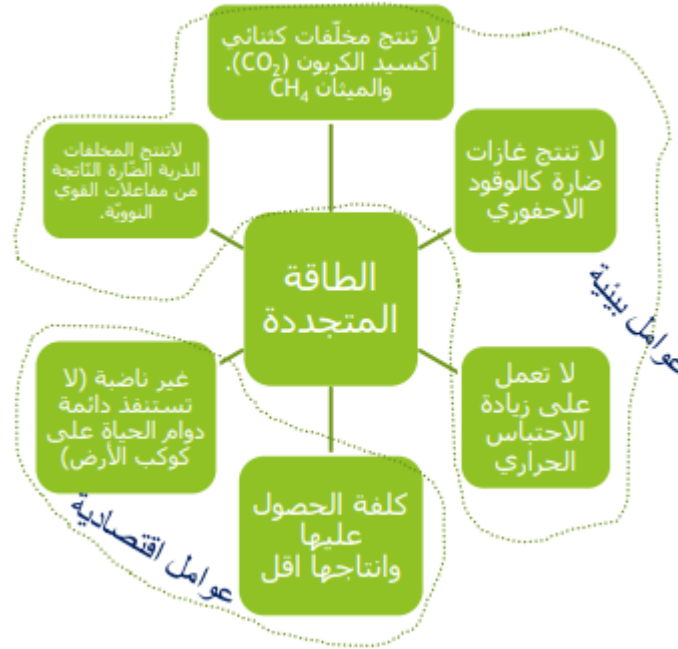 لا تنتج مخلّفات كثنائي
أكسيد الكربون (CO₂).
والميثان CH₄
لا تنتج غازات
ضارة كالوقود
الأحفوري
لاتنتج المخلفات
الذرية الضّارة النّاتجة
من مفاعلات القوي
النوويّة.
الطاقة
المتجددة
عوامل بيئية
لا تعمل
على زيادة
الاحتباس
الحراري
غير ناضبة (لا
تستنفذ دائمة
دوام الحياة على
كوكب الأرض)
كلفة الحصول
عليها
وانتاجها اقل
عوامل اقتصادية